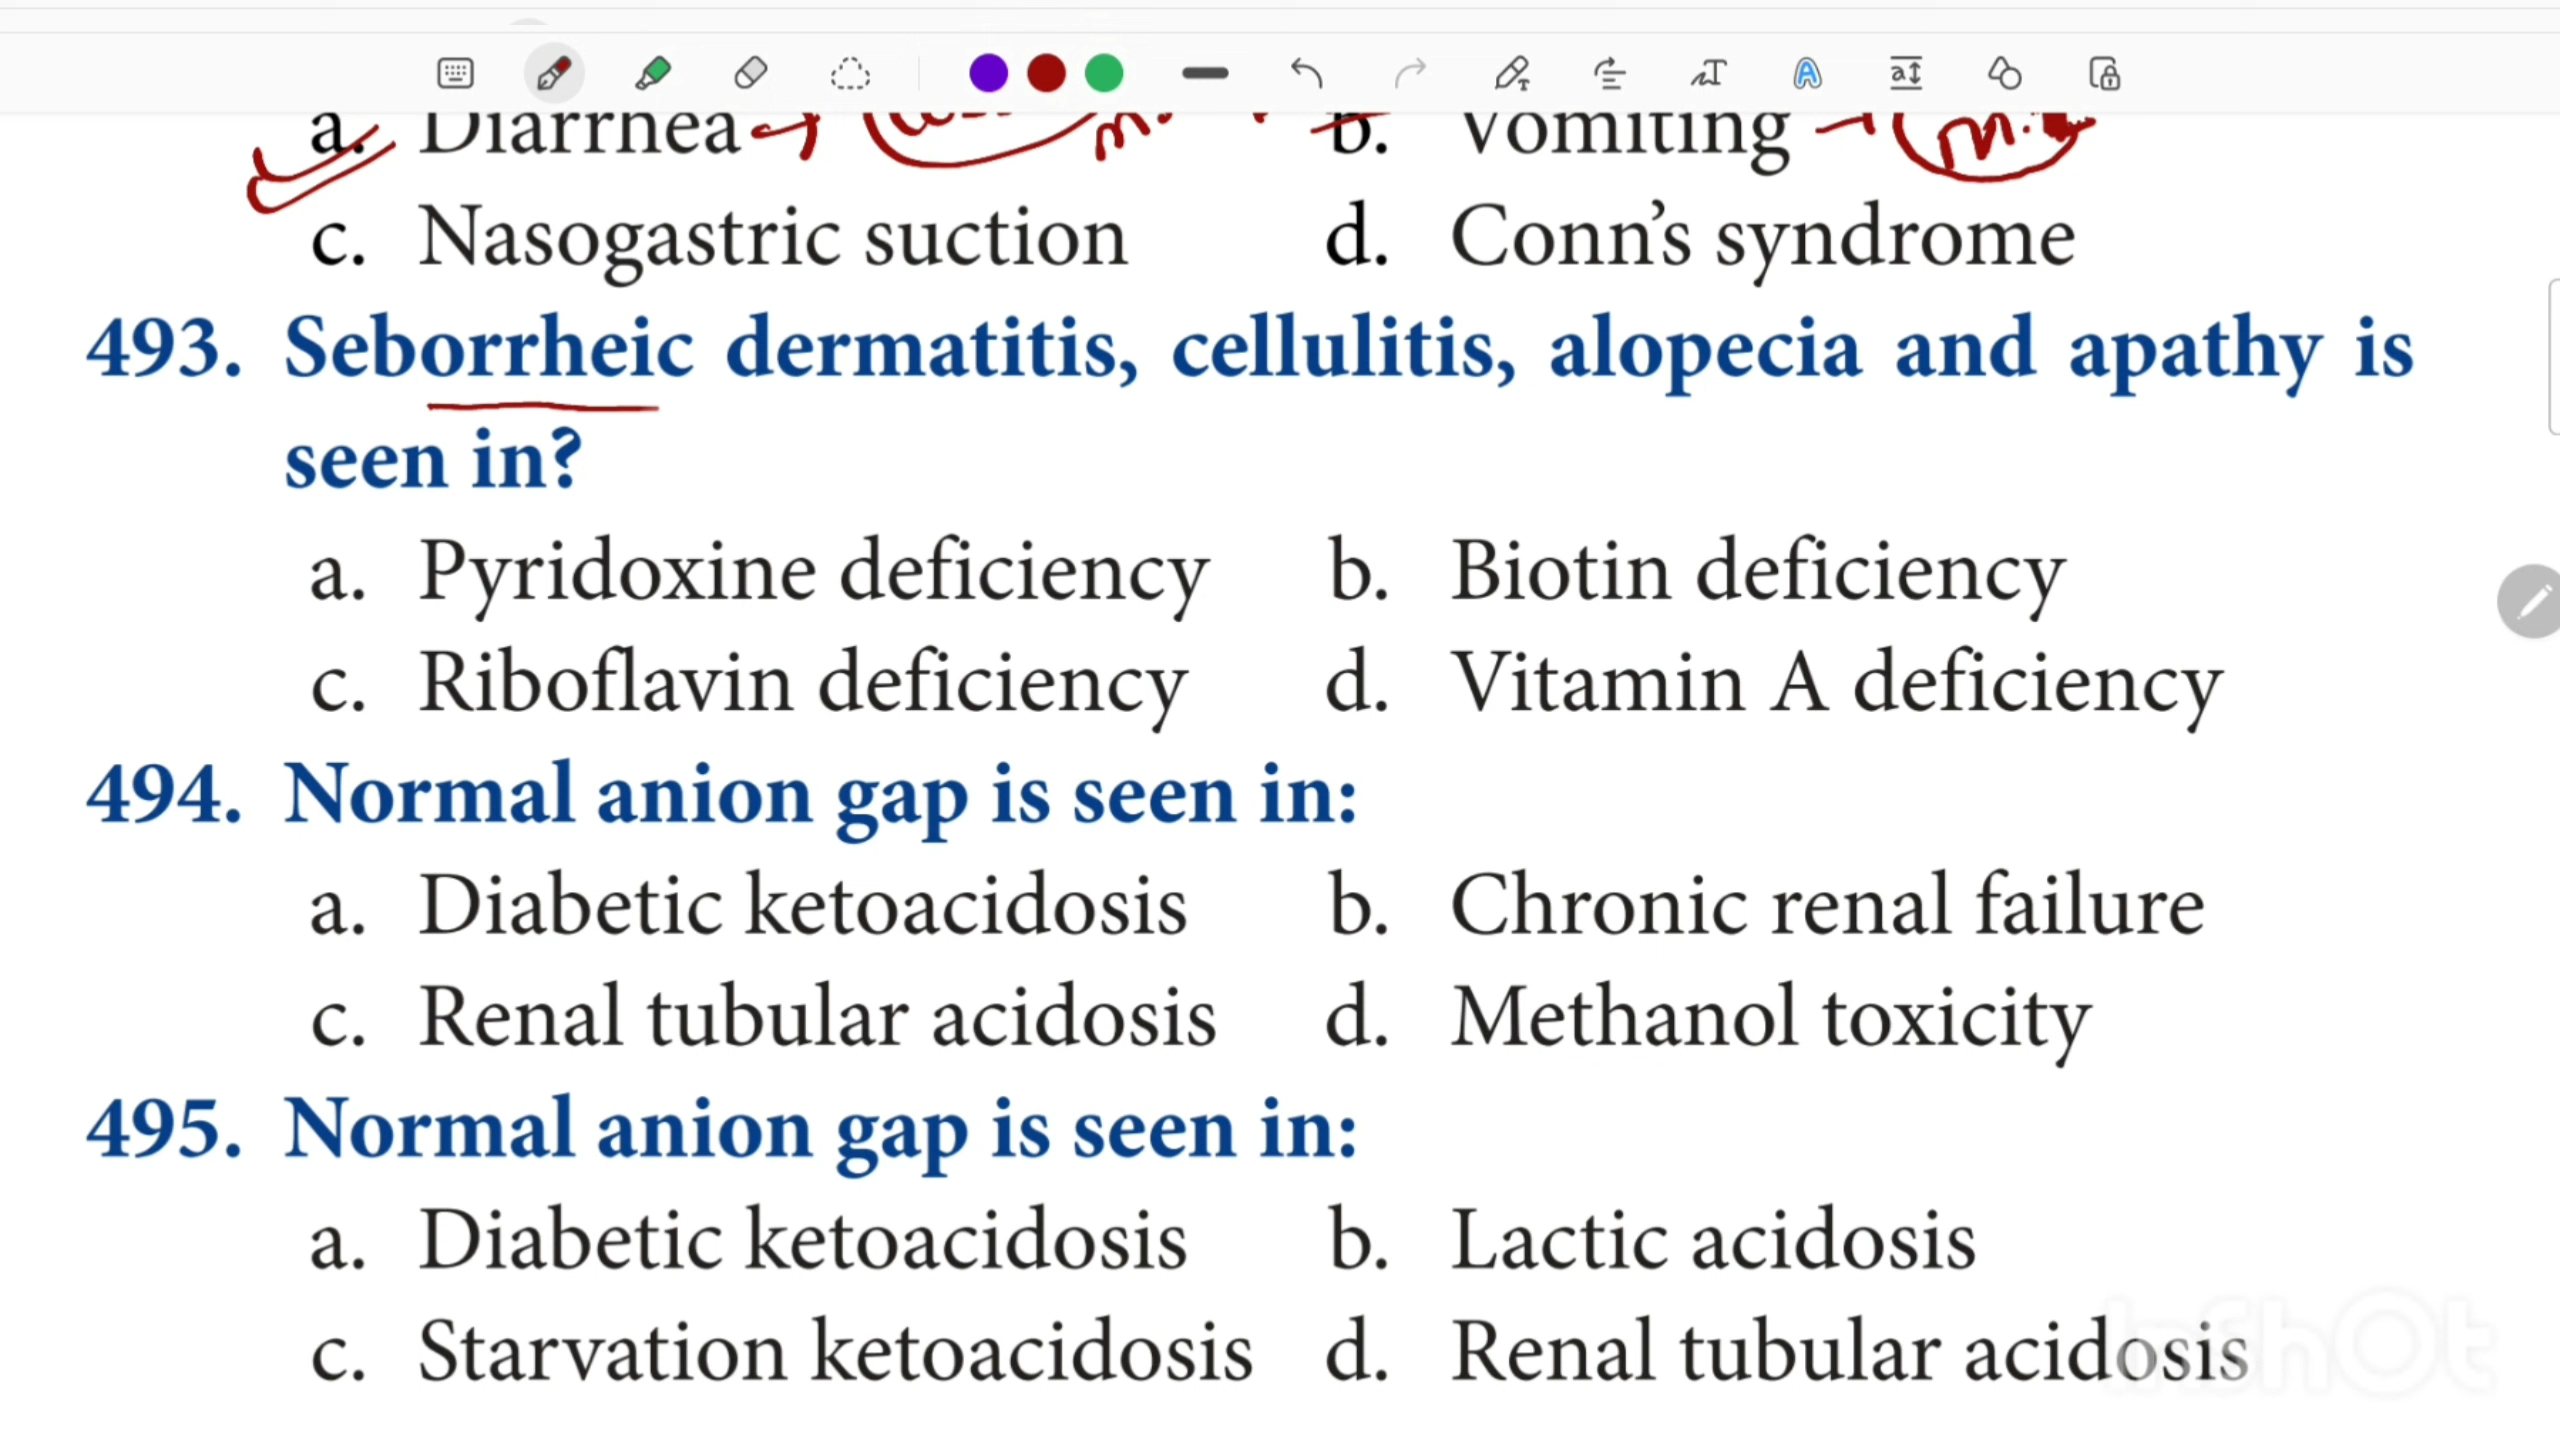 a. Diarrhea b. Vomiting
c. Nasogastric suction d. Conn's syndrome
493. Seborrheic dermatitis, cellulitis, alopecia and apathy is
seen in?
a. Pyridoxine deficiency b. Biotin deficiency
c. Riboflavin deficiency d. Vitamin A deficiency
494. Normal anion gap is seen in:
a. Diabetic ketoacidosis b. Chronic renal failure
c. Renal tubular acidosis d. Methanol toxicity
495. Normal anion gap is seen in:
a. Diabetic ketoacidosis b. Lactic acidosis
c. Starvation ketoacidosis d. Renal tubular acidosis
InShOt